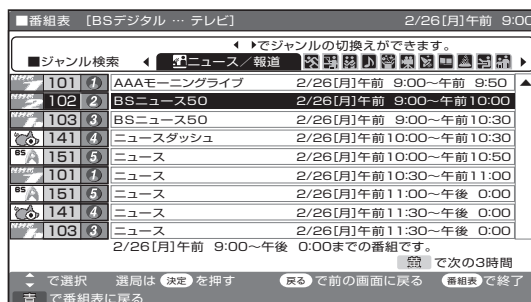 ■番組表 [BSデジタル … テレビ] 2/26[月]午前 9:00
◀ ▶でジャンルの切換えができます。
■ジャンル検索 ◀ ニュース/報道 ▶
101 1 AAAモーニングライブ 2/26[月]午前 9:00~午前 9:50
102 2 BSニュース50 2/26[月]午前 9:00~午前10:00
103 3 BSニュース50 2/26[月]午前 9:00~午前10:30
141 4 ニュースダッシュ 2/26[月]午前10:00~午前10:30
BS 151 5 ニュース 2/26[月]午前10:00~午前10:50
101 1 ニュース 2/26[月]午前10:30~午前11:00
BS 151 5 ニュース 2/26[月]午前11:00~午後 0:00
141 4 ニュース 2/26[月]午前11:30~午後 0:00
103 3 ニュース 2/26[月]午前11:30~午後 0:00
2/26[月]午前 9:00~午後 0:00までの番組です。
黄 で次の3時間
で選択 選局は 決定 を押す 戻る で前の画面に戻る 番組表 で終了
青 で番組表に戻る